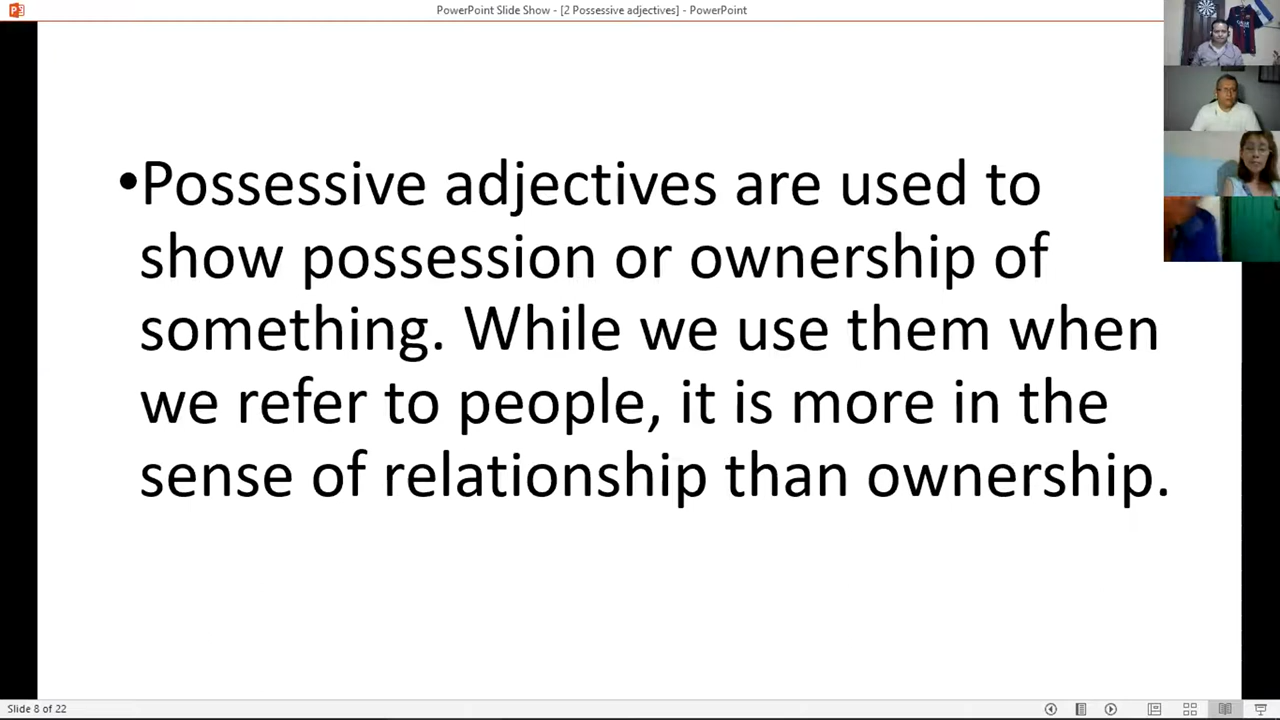 PowerPoint Slide Show - [2 Possessive adjectives] - PowerPoint
•Possessive adjectives are used to
show possession or ownership of
something. While we use them when
we refer to people, it is more in the
sense of relationship than ownership.
Slide 8 of 22